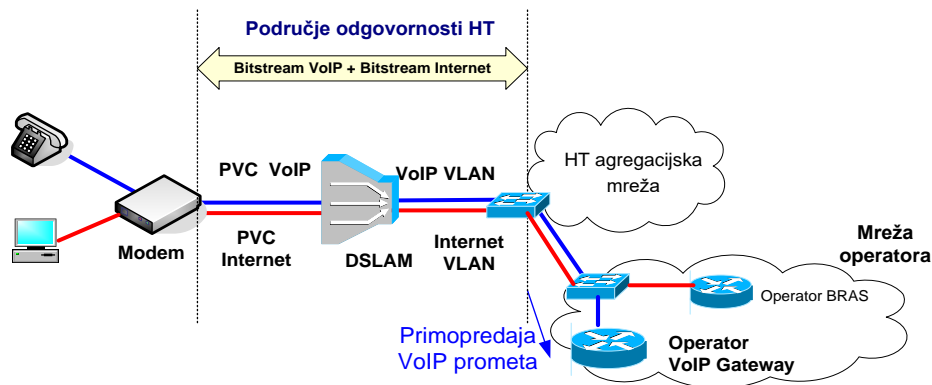 Područje odgovornosti HT
Bitstream VoIP + Bitstream Internet
HT agregacijska
mreža
PVC VoIP
VoIP VLAN
Modem
PVC
Internet
DSLAM
Internet
VLAN
Mreža
operatora
Operator BRAS
Primopredaja
VoIP prometa
Operator
VoIP Gateway